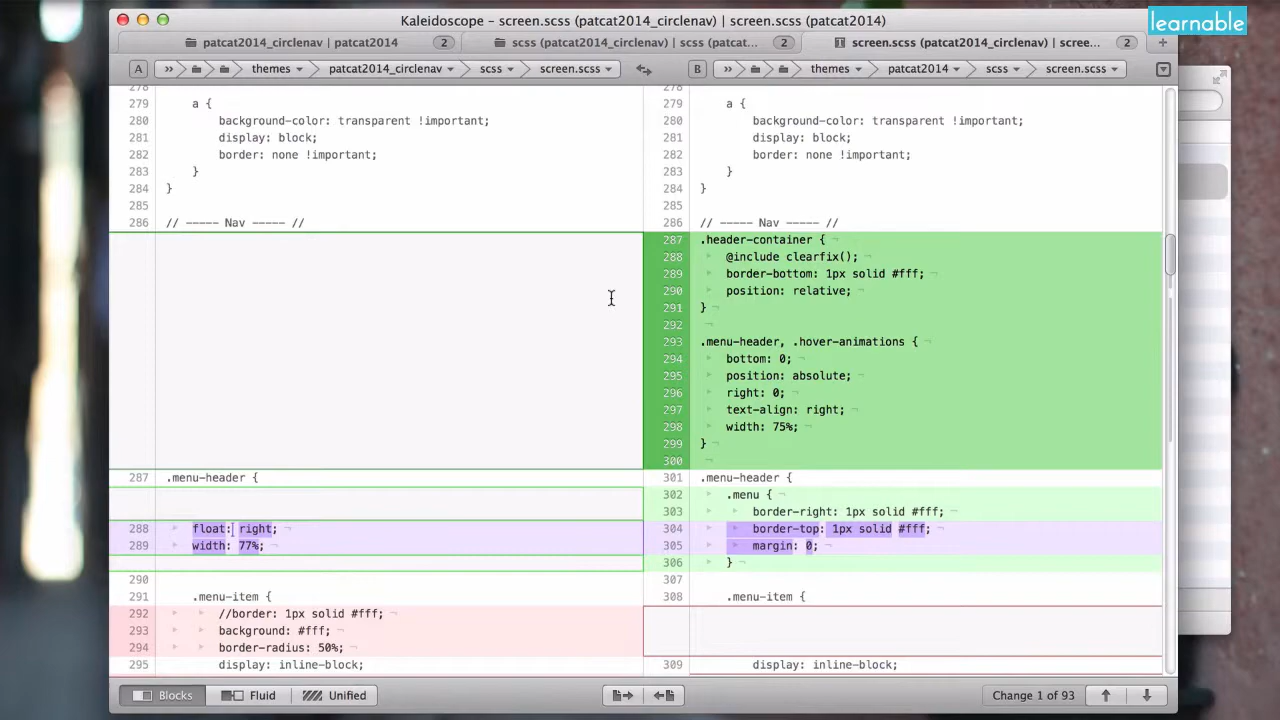 Kaleidoscope – screen.scss (patcat2014_circlenav) | screen.scss (patcat2014)
learnable
patcat2014_circlenav | patcat2014 2
scss (patcat2014_circlenav) | scss (patcat... 2
screen.scss (patcat2014_circlenav) | scree... 2
A themes patcat2014_circlenav scss screen.scss
B themes patcat2014 scss screen.scss
278
279 a {
280 background-color: transparent !important;
281 display: block;
282 border: none !important;
283 }
284 }
285
286 // ----- Nav ----- //
287 .menu-header {
288 float: right;
289 width: 77%;
290
291 .menu-item {
292 //border: 1px solid #fff;
293 background: #fff;
294 border-radius: 50%;
295 display: inline-block;
278
279 a {
280 background-color: transparent !important;
281 display: block;
282 border: none !important;
283 }
284 }
285
286 // ----- Nav ----- //
287 .header-container {
288 @include clearfix();
289 border-bottom: 1px solid #fff;
290 position: relative;
291 }
292
293 .menu-header, .hover-animations {
294 bottom: 0;
295 position: absolute;
296 right: 0;
297 text-align: right;
298 width: 75%;
299 }
300
301 .menu-header {
302 .menu {
303 border-right: 1px solid #fff;
304 border-top: 1px solid #fff;
305 margin: 0;
306 }
307
308 .menu-item {
309 display: inline-block;
Blocks Fluid Unified
Change 1 of 93